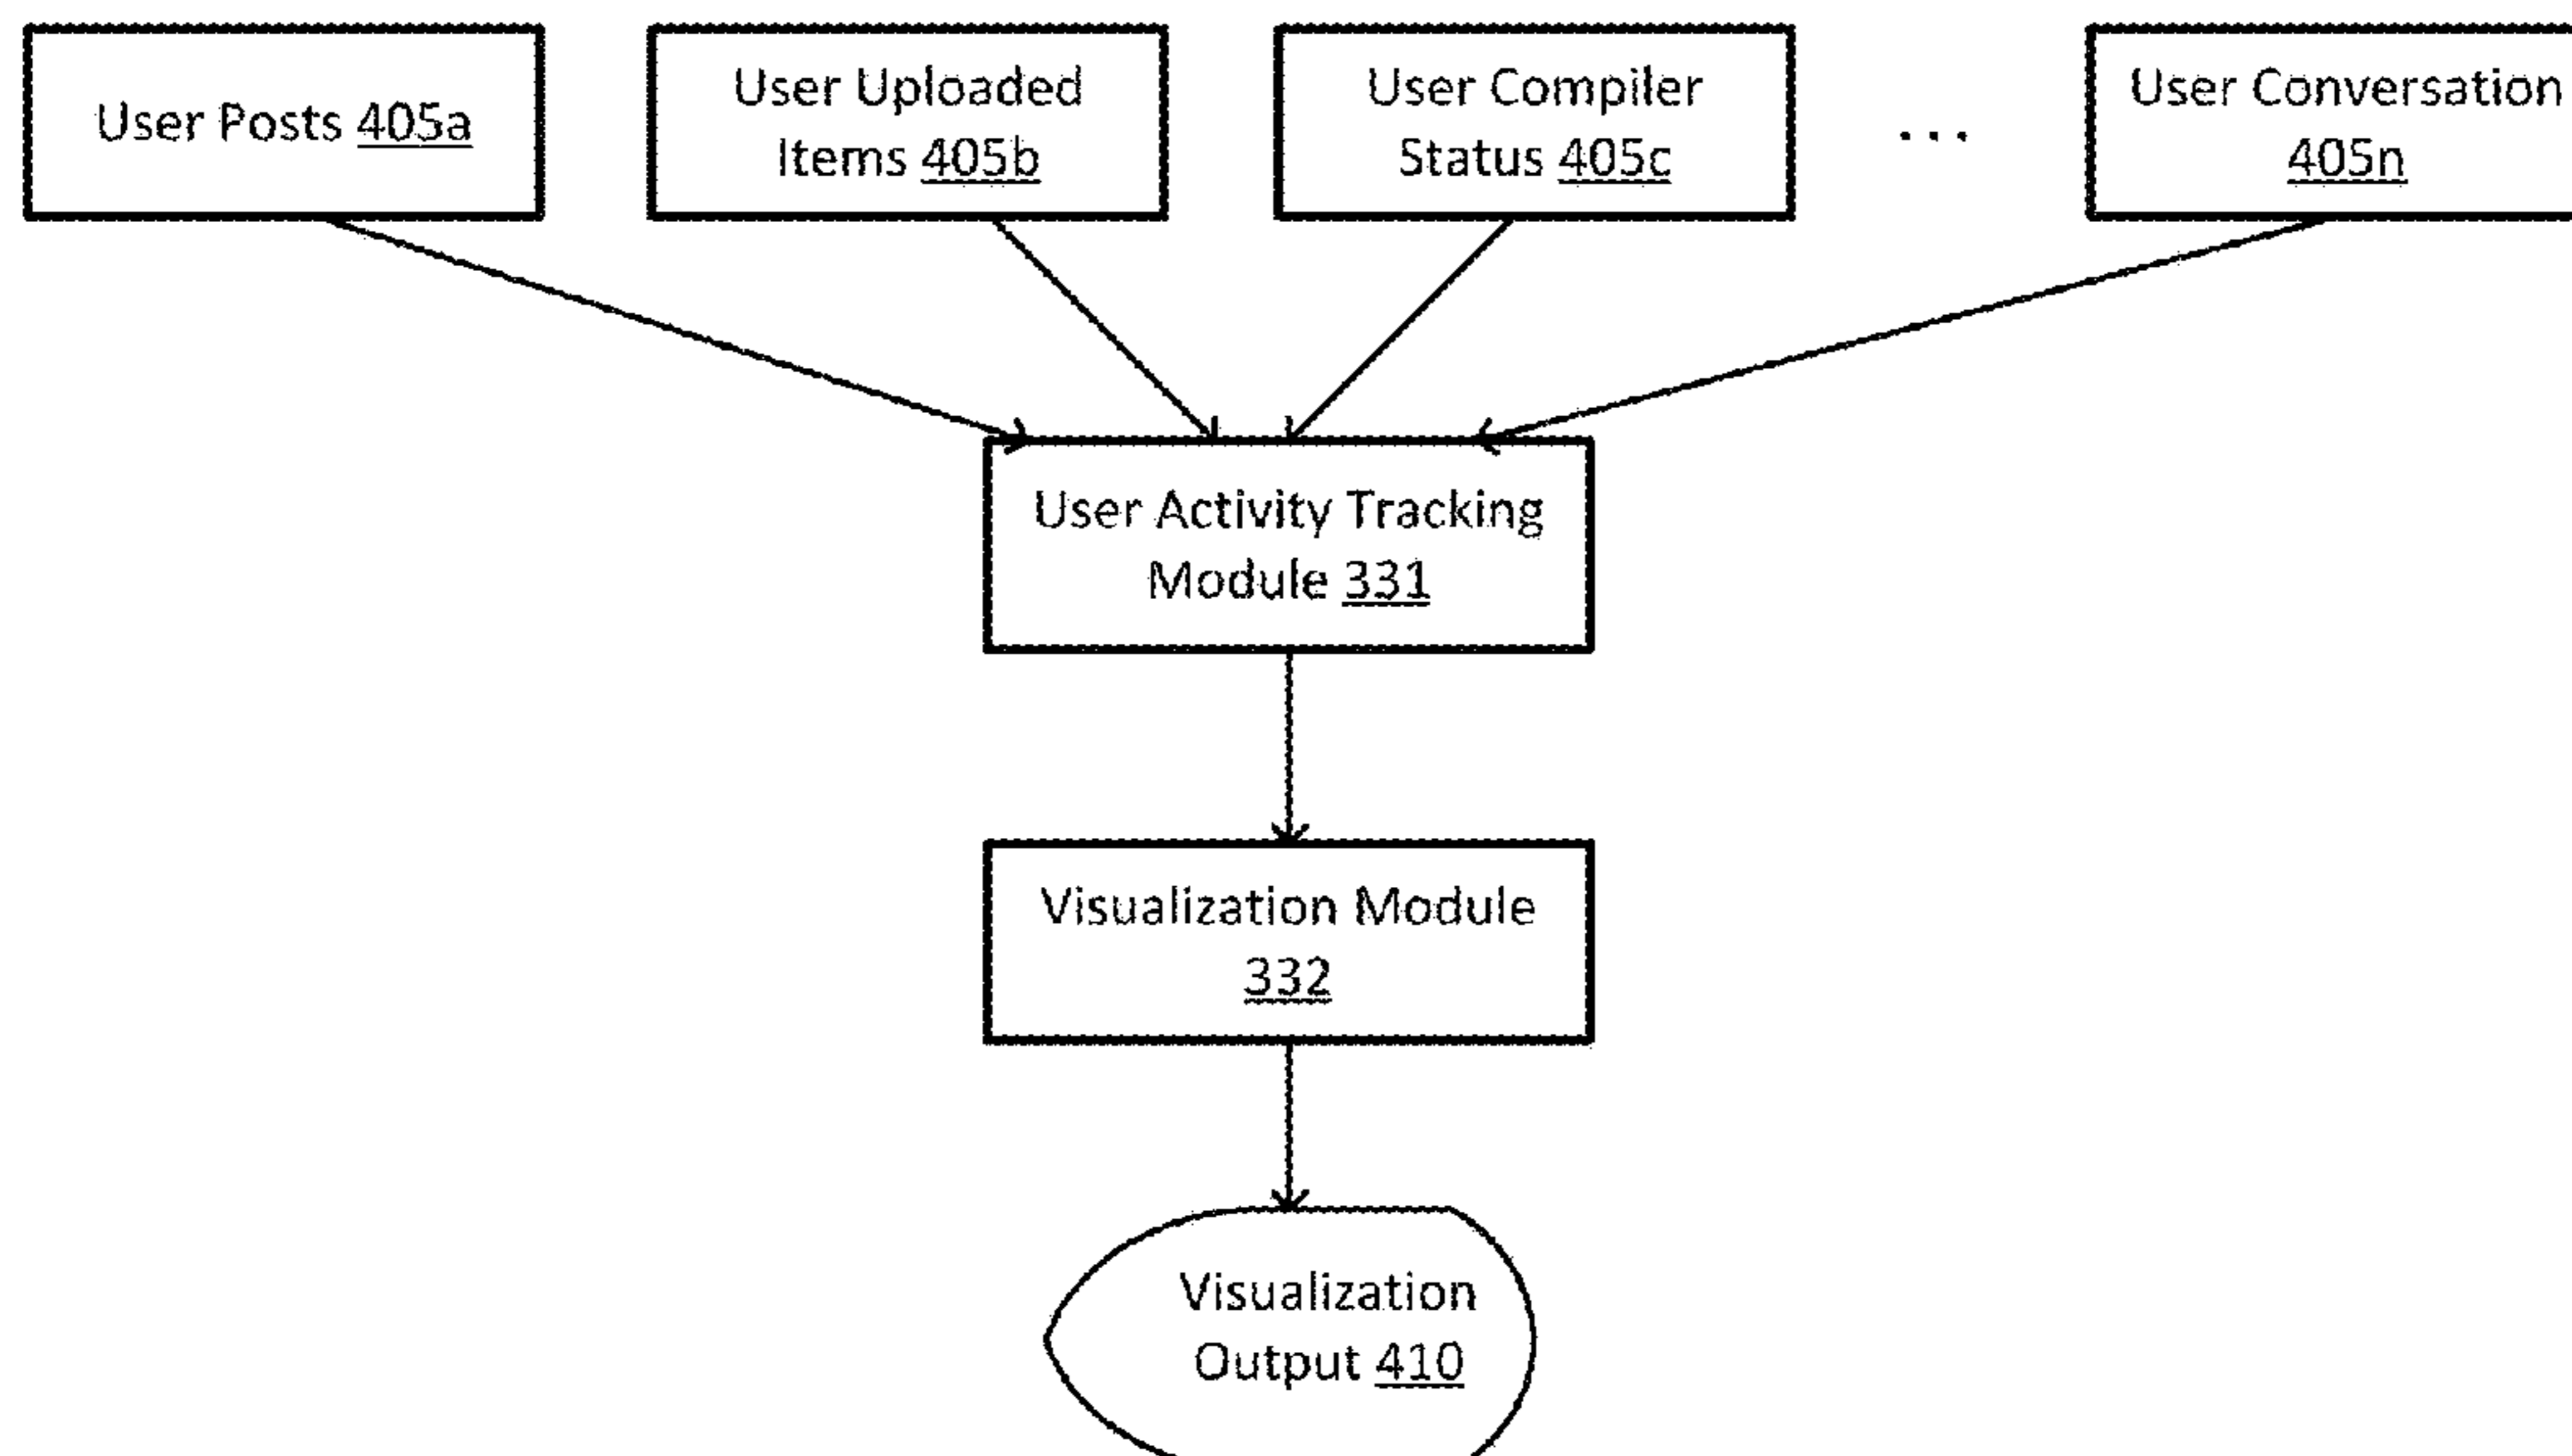 User Posts 405a
User Uploaded
Items 405b
User Compiler
Status 405c
...
User Conversation
405n
User Activity Tracking
Module 331
Visualization Module
332
Visualization
Output 410